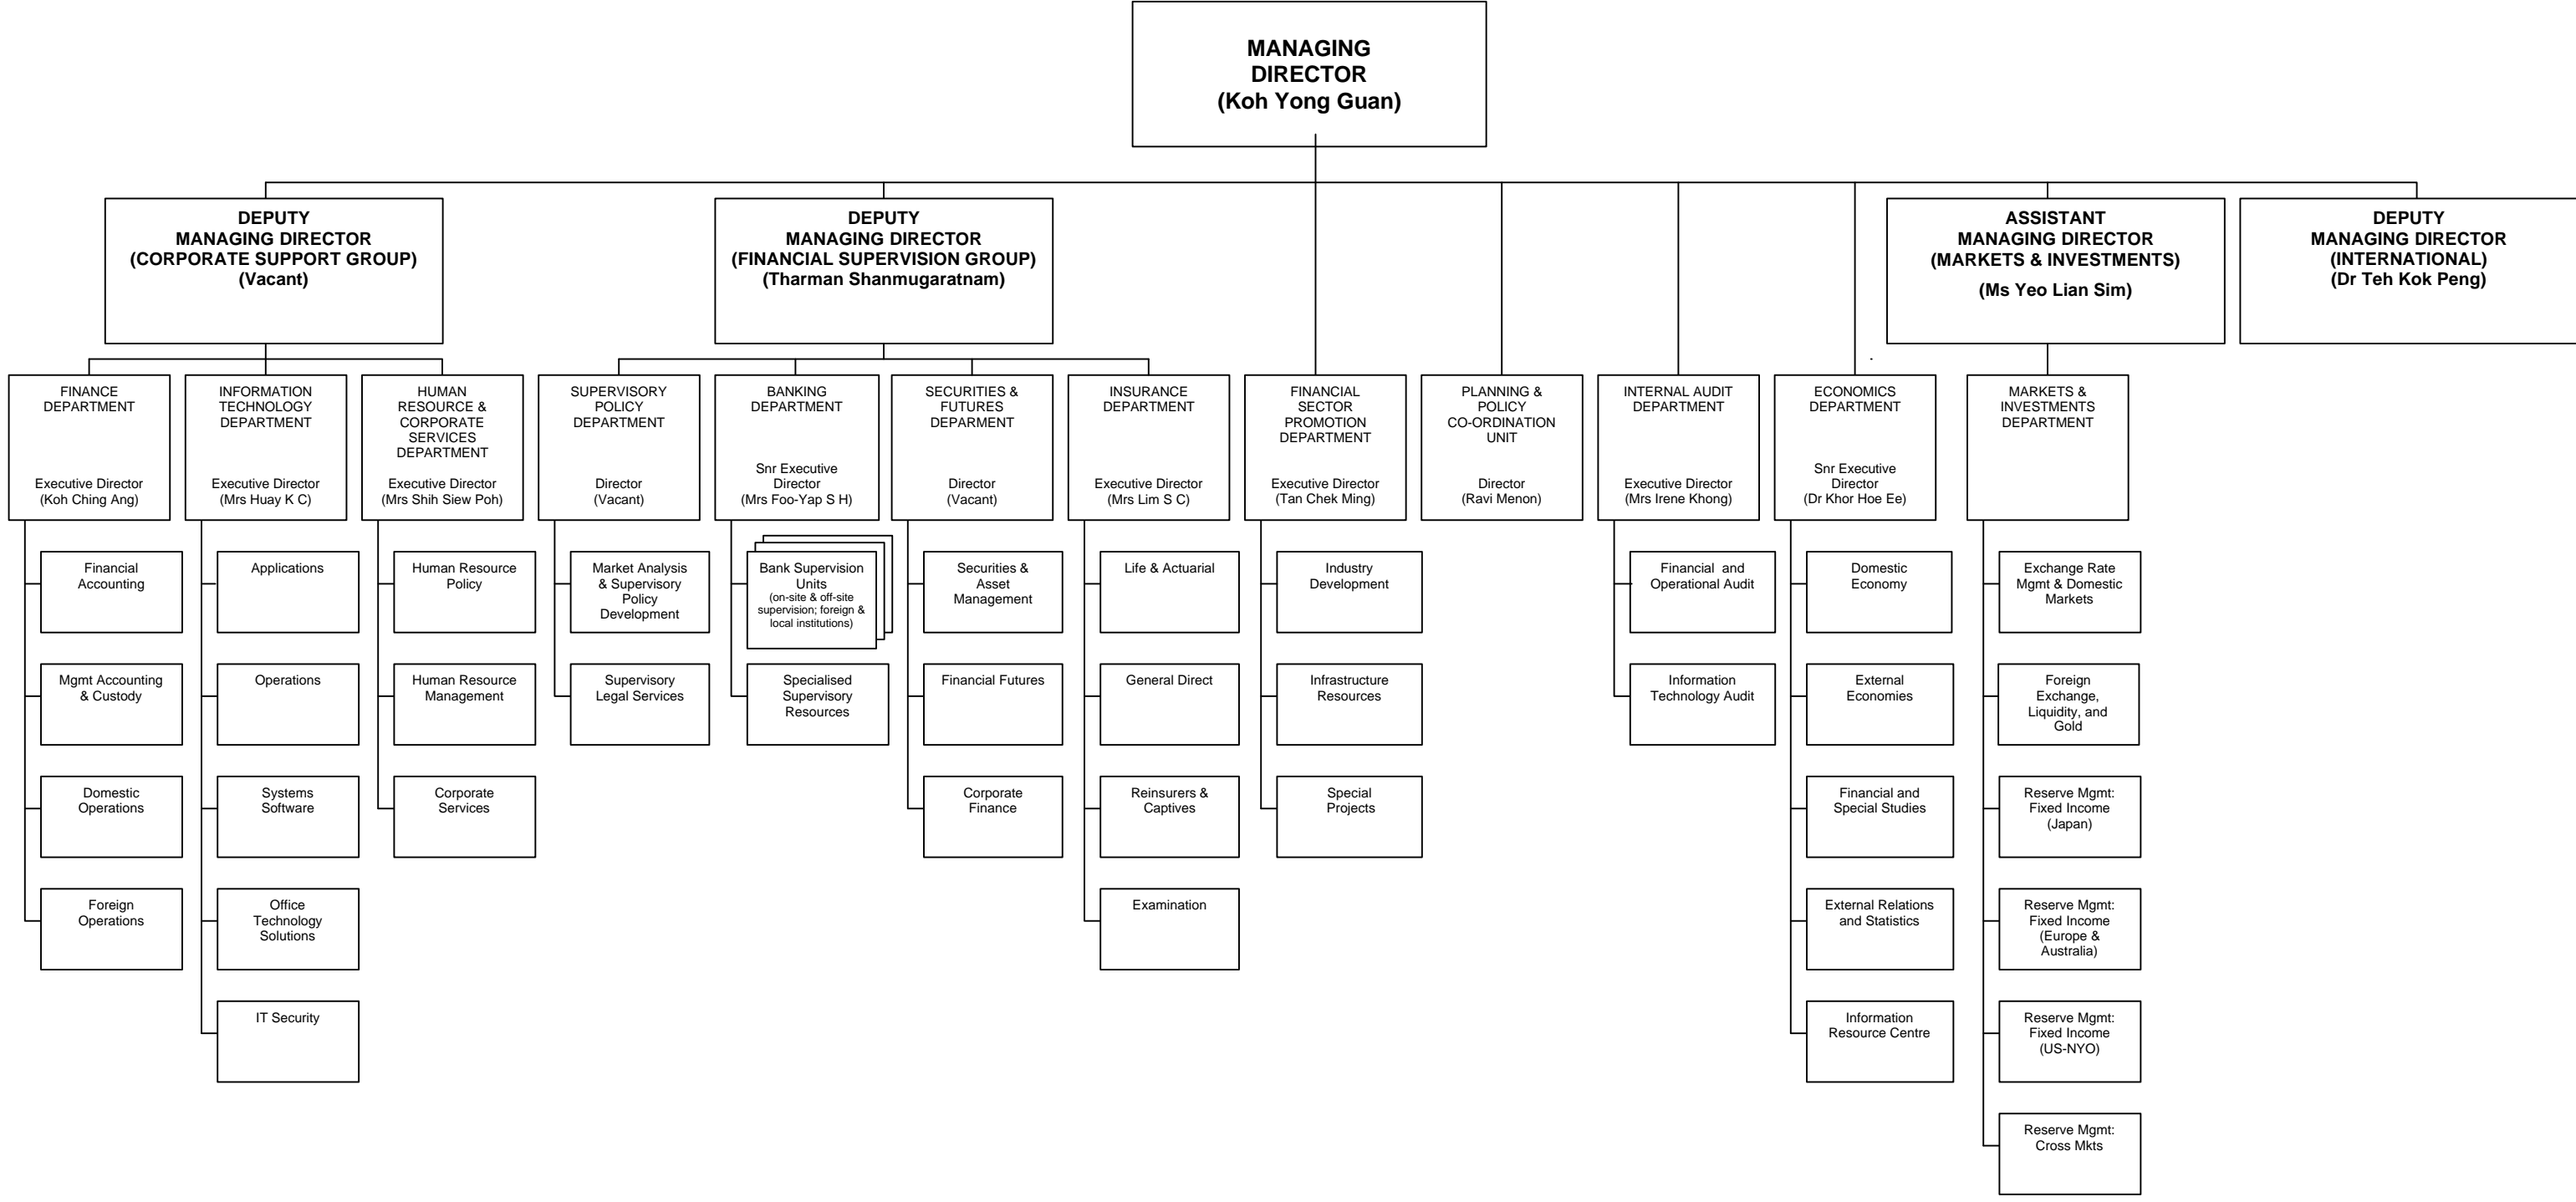 MANAGING
DIRECTOR
(Koh Yong Guan)
DEPUTY
MANAGING DIRECTOR
(CORPORATE SUPPORT GROUP)
(Vacant)
DEPUTY
MANAGING DIRECTOR
(FINANCIAL SUPERVISION GROUP)
(Tharman Shanmugaratnam)
ASSISTANT
MANAGING DIRECTOR
(MARKETS & INVESTMENTS)
(Ms Yeo Lian Sim)
DEPUTY
MANAGING DIRECTOR
(INTERNATIONAL)
(Dr Teh Kok Peng)
FINANCE
DEPARTMENT
Executive Director
(Koh Ching Ang)
INFORMATION
TECHNOLOGY
DEPARTMENT
Executive Director
(Mrs Huay K C)
HUMAN
RESOURCE &
CORPORATE
SERVICES
DEPARTMENT
Executive Director
(Mrs Shih Siew Poh)
SUPERVISORY
POLICY
DEPARTMENT
Director
(Vacant)
BANKING
DEPARTMENT
Snr Executive
Director
(Mrs Foo-Yap S H)
SECURITIES &
FUTURES
DEPARMENT
Director
(Vacant)
INSURANCE
DEPARTMENT
Executive Director
(Mrs Lim S C)
FINANCIAL
SECTOR
PROMOTION
DEPARTMENT
Executive Director
(Tan Chek Ming)
PLANNING &
POLICY
CO-ORDINATION
UNIT
Director
(Ravi Menon)
INTERNAL AUDIT
DEPARTMENT
Executive Director
(Mrs Irene Khong)
ECONOMICS
DEPARTMENT
Snr Executive
Director
(Dr Khor Hoe Ee)
MARKETS &
INVESTMENTS
DEPARTMENT
Financial
Accounting
Mgmt Accounting
& Custody
Domestic
Operations
Foreign
Operations
Applications
Operations
Systems
Software
Office
Technology
Solutions
IT Security
Human Resource
Policy
Human Resource
Management
Corporate
Services
Market Analysis
& Supervisory
Policy
Development
Supervisory
Legal Services
Bank Supervision
Units
(on-site & off-site
supervision; foreign &
local institutions)
Specialised
Supervisory
Resources
Securities &
Asset
Management
Financial Futures
Corporate
Finance
Life & Actuarial
General Direct
Reinsurers &
Captives
Examination
Industry
Development
Infrastructure
Resources
Special
Projects
Financial and
Operational Audit
Information
Technology Audit
Domestic
Economy
External
Economies
Financial and
Special Studies
External Relations
and Statistics
Information
Resource Centre
Exchange Rate
Mgmt & Domestic
Markets
Foreign
Exchange,
Liquidity, and
Gold
Reserve Mgmt:
Fixed Income
(Japan)
Reserve Mgmt:
Fixed Income
(Europe &
Australia)
Reserve Mgmt:
Fixed Income
(US-NYO)
Reserve Mgmt:
Cross Mkts